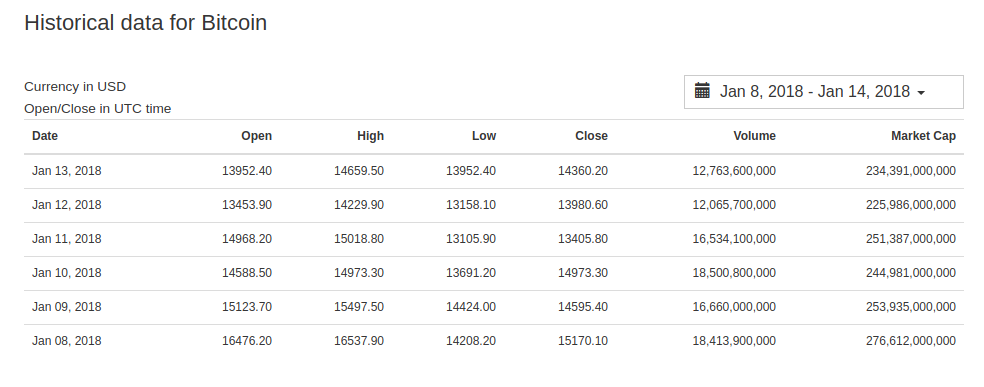 Historical data for Bitcoin
Currency in USD
Jan 8, 2018 - Jan 14, 2018
Open/Close in UTC time
Date Open High Low Close Volume Market Cap
Jan 13, 2018 13952.40 14659.50 13952.40 14360.20 12,763,600,000 234,391,000,000
Jan 12, 2018 13453.90 14229.90 13158.10 13980.60 12,065,700,000 225,986,000,000
Jan 11, 2018 14968.20 15018.80 13105.90 13405.80 16,534,100,000 251,387,000,000
Jan 10, 2018 14588.50 14973.30 13691.20 14973.30 18,500,800,000 244,981,000,000
Jan 09, 2018 15123.70 15497.50 14424.00 14595.40 16,660,000,000 253,935,000,000
Jan 08, 2018 16476.20 16537.90 14208.20 15170.10 18,413,900,000 276,612,000,000